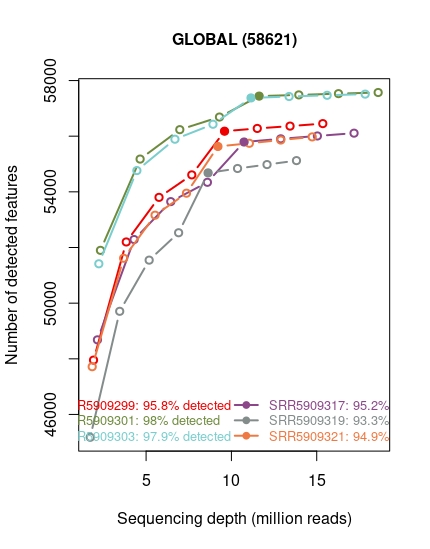 GLOBAL (58621)
Number of detected features
58000
54000
50000
46000
R5909299: 95.8% detected
R5909301: 98% detected
R5909303: 97.9% detected
SRR5909317: 95.2%
SRR5909319: 93.3%
SRR5909321: 94.9%
5 10 15
Sequencing depth (million reads)